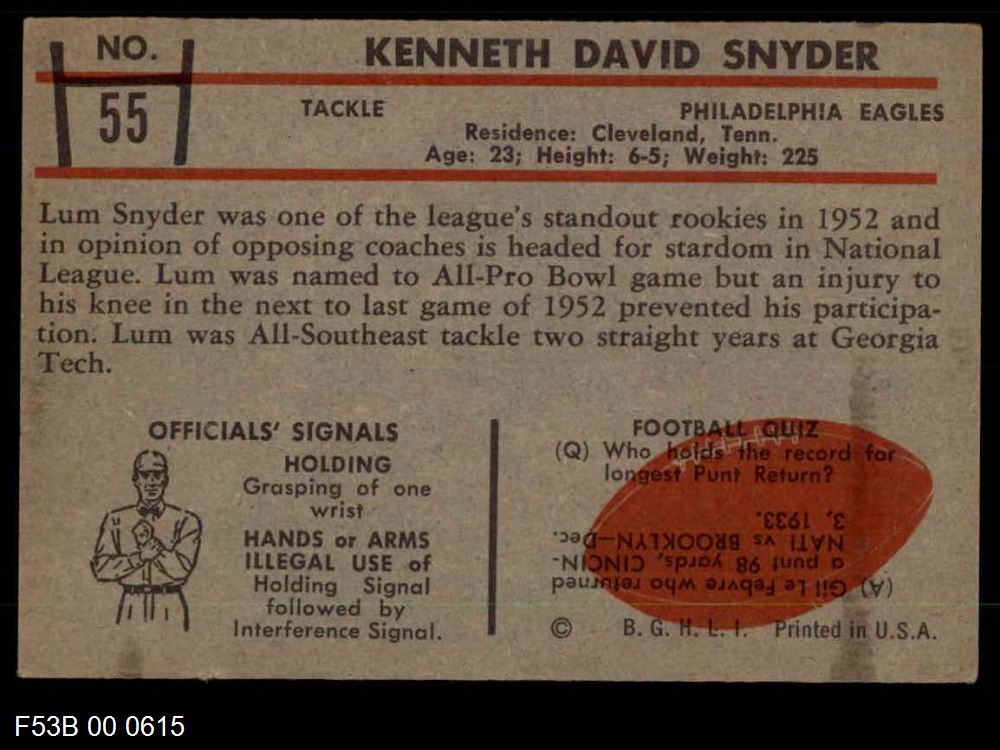 NO.
55
KENNETH DAVID SNYDER
TACKLE
PHILADELPHIA EAGLES
Residence: Cleveland, Tenn.
Age: 23; Height: 6-5; Weight: 225
Lum Snyder was one of the league's standout rookies in 1952 and
in opinion of opposing coaches is headed for stardom in National
League. Lum was named to All-Pro Bowl game but an injury to
his knee in the next to last game of 1952 prevented his participa-
tion. Lum was All-Southeast tackle two straight years at Georgia
Tech.
OFFICIALS' SIGNALS
HOLDING
Grasping of one
wrist
HANDS or ARMS
ILLEGAL USE of
Holding Signal
followed by
Interference Signal.
FOOTBALL QUIZ
(Q) Who holds the record for
longest Punt Return?
(A) Gil Le Febvre who returned
a punt 98 yards, CINCIN-
NATI vs BROOKLYN—Dec.
3, 1933.
© B. G. H. L. I. Printed in U.S.A.
F53B 00 0615